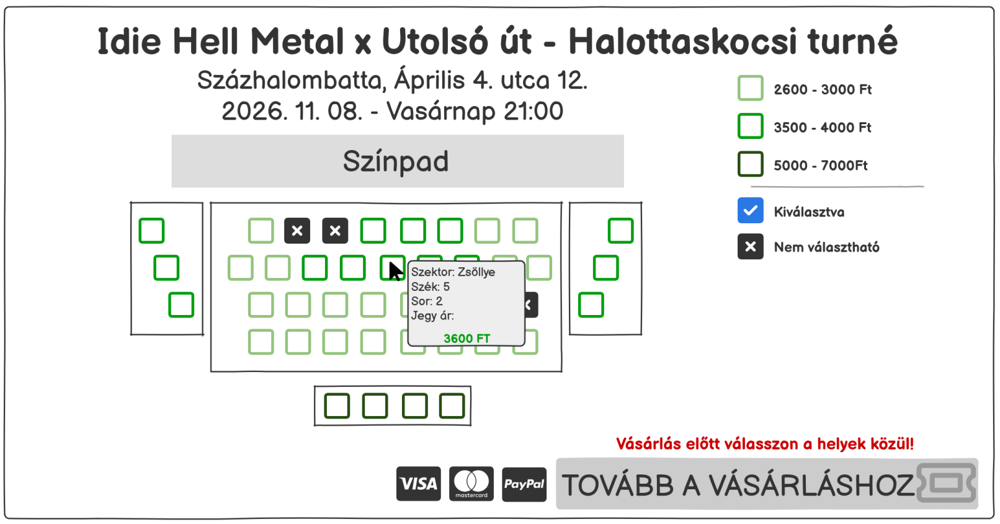 Idie Hell Metal x Utolsó út - Halottaskocsi turné
Százhalombatta, Április 4. utca 12.
2026. 11. 08. - Vasárnap 21:00
Színpad
2600 - 3000 Ft
3500 - 4000 Ft
5000 - 7000Ft
Kiválasztva
Nem választható
Szektor: Zsöllye
Szék: 5
Sor: 2
Jegy ár:
3600 FT
Vásárlás előtt válasszon a helyek közül!
VISA
mastercard
PayPal
TOVÁBB A VÁSÁRLÁSHOZ